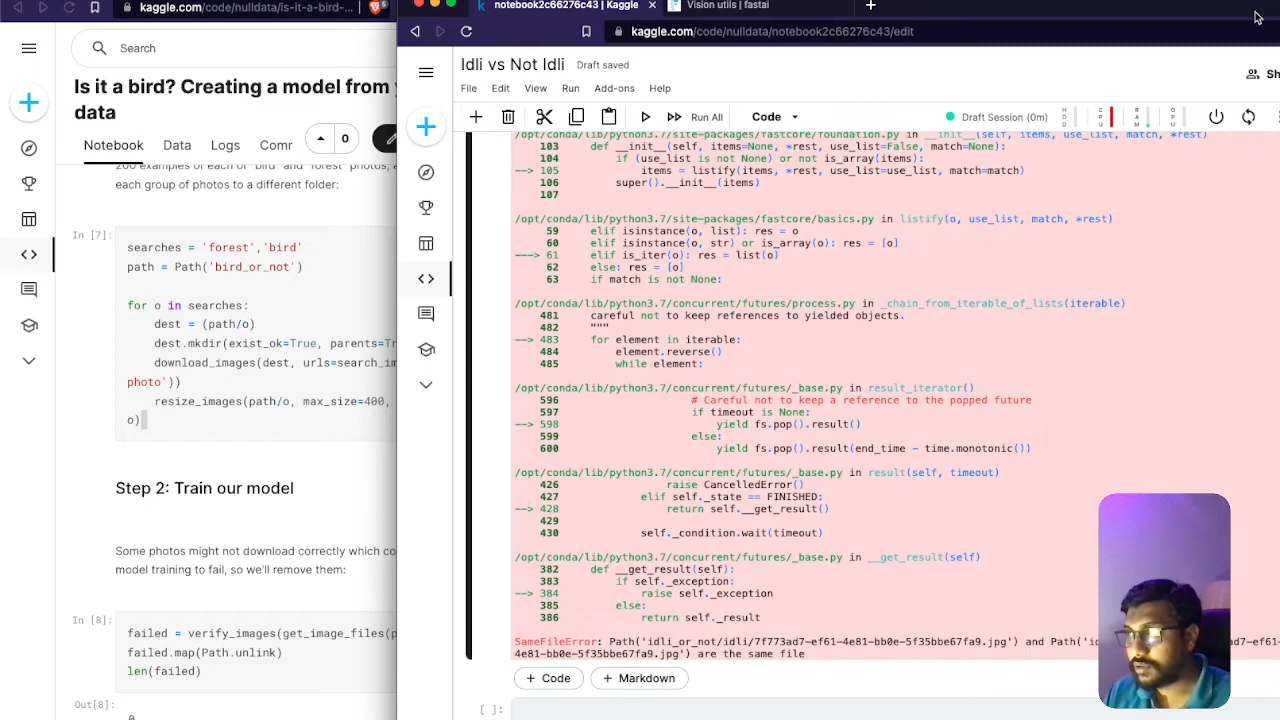 kaggle.com/code/nulldata/is-it-a-bird-...
Search
Is it a bird? Creating a model from
data
0
Notebook
Data
Logs
Comr
each group of photos to a different folder:
In [7]:
searches = 'forest','bird'
path = Path('bird_or_not')
for o in searches:
dest = (path/o)
dest.mkdir(exist_ok=True, parents=Tr
download_images(dest, urls=search_im
photo'))
resize_images(path/o, max_size=400,
o)
Step 2: Train our model
Some photos might not download correctly which co
model training to fail, so we'll remove them:
In [8]:
failed = verify_images(get_image_files(p
failed.map(Path.unlink)
len(failed)
Out[8]:
notebook2c66276c43 | Kaggle
Vision utils | fastai
kaggle.com/code/nulldata/notebook2c66276c43/edit
Idli vs Not Idli
Draft saved
Sh
File
Edit
View
Run
Add-ons
Help
Run All
Code
Draft Session (0m)
HDD
CPU
RAM
GPU
/opt/conda/lib/python3.7/site-packages/fastcore/foundation.py in __init__(self, items, use_list, match, *rest)
103 def __init__(self, items=None, *rest, use_list=False, match=None):
104 if (use_list is not None) or not is_array(items):
--> 105 items = listify(items, *rest, use_list=use_list, match=match)
106 super().__init__(items)
107
/opt/conda/lib/python3.7/site-packages/fastcore/basics.py in listify(o, use_list, match, *rest)
59 elif isinstance(o, list): res = o
60 elif isinstance(o, str) or is_array(o): res = [o]
---> 61 elif is_iter(o): res = list(o)
62 else: res = [o]
63 if match is not None:
/opt/conda/lib/python3.7/concurrent/futures/process.py in _chain_from_iterable_of_lists(iterable)
481 careful not to keep references to yielded objects.
482 """
--> 483 for element in iterable:
484 element.reverse()
485 while element:
/opt/conda/lib/python3.7/concurrent/futures/_base.py in result_iterator()
596 # Careful not to keep a reference to the popped future
597 if timeout is None:
--> 598 yield fs.pop().result()
599 else:
600 yield fs.pop().result(end_time - time.monotonic())
/opt/conda/lib/python3.7/concurrent/futures/_base.py in result(self, timeout)
426 raise CancelledError()
427 elif self._state == FINISHED:
--> 428 return self.__get_result()
429
430 self._condition.wait(timeout)
/opt/conda/lib/python3.7/concurrent/futures/_base.py in __get_result(self)
382 def __get_result(self):
383 if self._exception:
--> 384 raise self._exception
385 else:
386 return self._result
SameFileError: Path('idli_or_not/idli/7f773ad7-ef61-4e81-bb0e-5f35bbe67fa9.jpg') and Path('id
4e81-bb0e-5f35bbe67fa9.jpg') are the same file
+ Code
+ Markdown
[ ]: